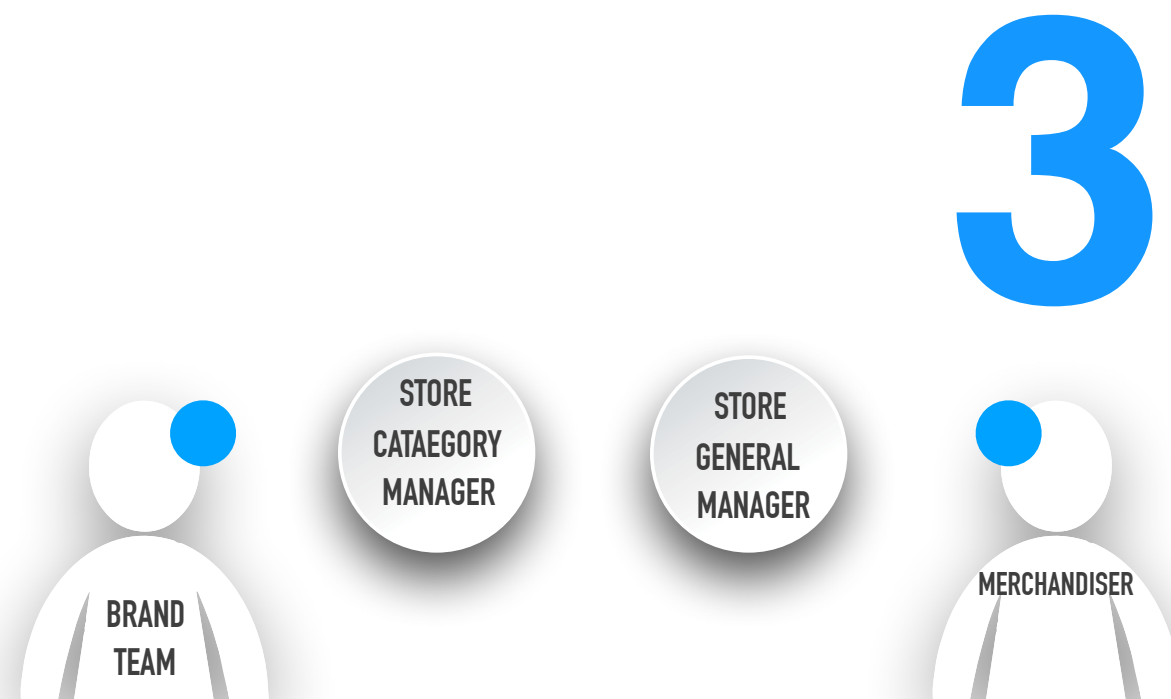 3
STORE
CATAEGORY
MANAGER
STORE
GENERAL
MANAGER
BRAND
TEAM
MERCHANDISER